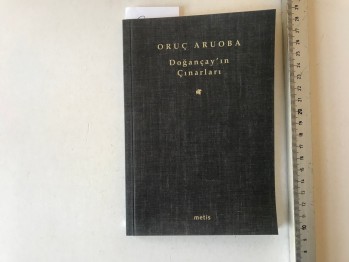 ORUÇ ARUOBA
Doğançay'ın
Çınarları
metis